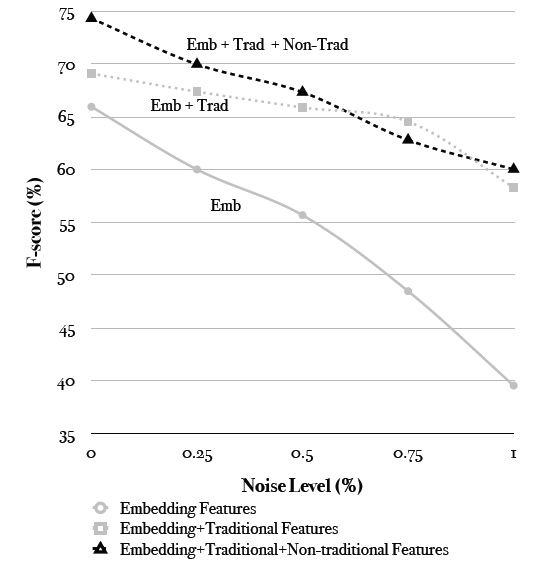 75
70
65
60
55
50
45
40
35
F-score (%)
Emb + Trad + Non-Trad
Emb + Trad
Emb
0 0.25 0.5 0.75 1
Noise Level (%)
Embedding Features
Embedding+Traditional Features
Embedding+Traditional+Non-traditional Features